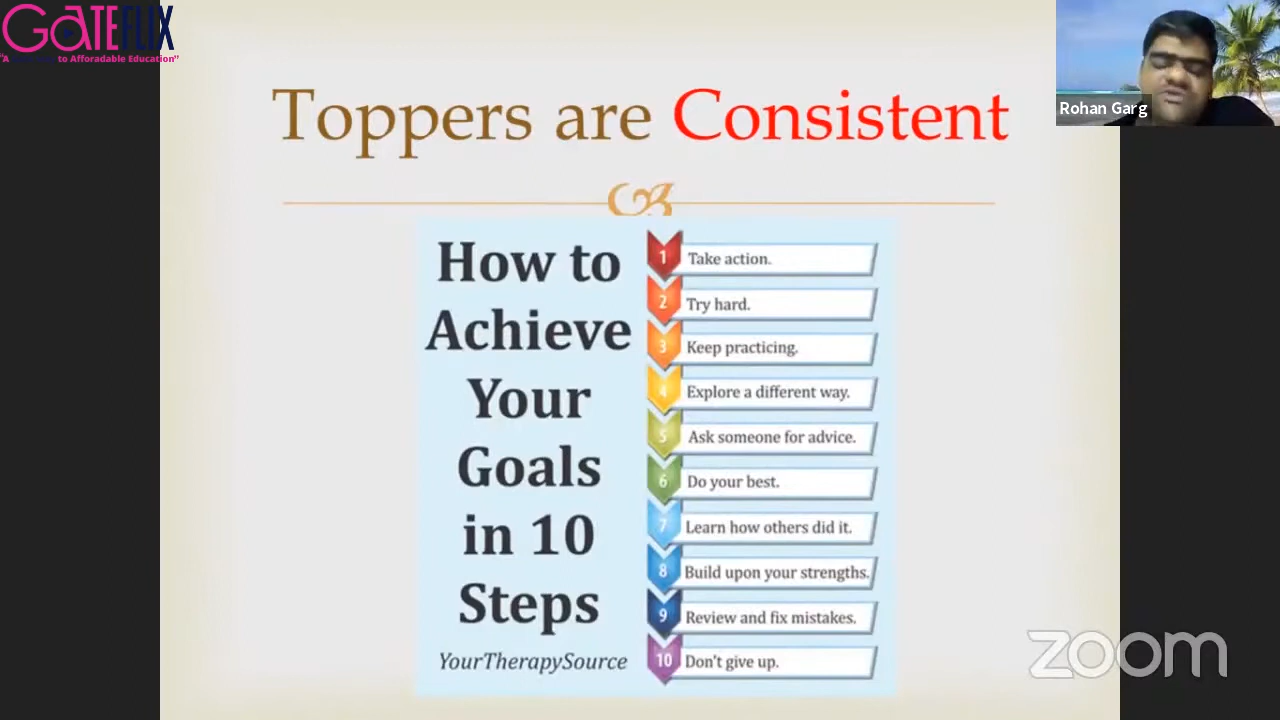 GATEFLIX
"A to Afforadable Education"
Rohan Garg
Toppers are Consistent
How to
Achieve
Your
Goals
in 10
Steps
YourTherapySource
1 Take action.
2 Try hard.
3 Keep practicing.
4 Explore a different way.
5 Ask someone for advice.
6 Do your best.
7 Learn how others did it.
8 Build upon your strengths.
9 Review and fix mistakes.
10 Don't give up.
zoom